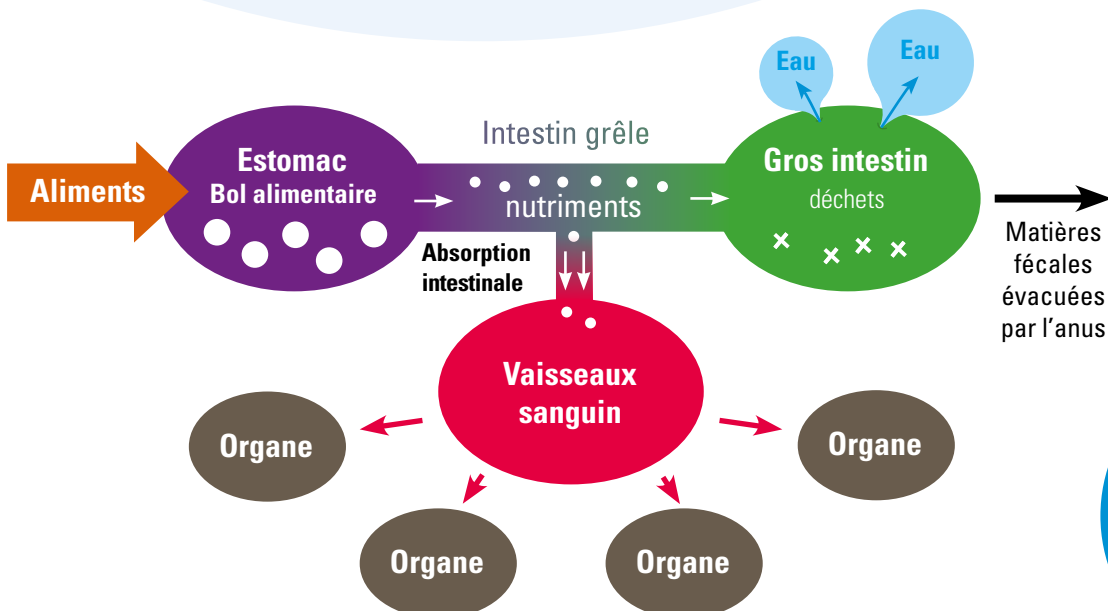 Eau
Eau
Intestin grêle
Estomac
Bol alimentaire
Gros intestin
déchets
Aliments
nutriments
Absorption
intestinale
Matières
fécales
évacuées
par l'anus
Vaisseaux
sanguin
Organe
Organe
Organe
Organe